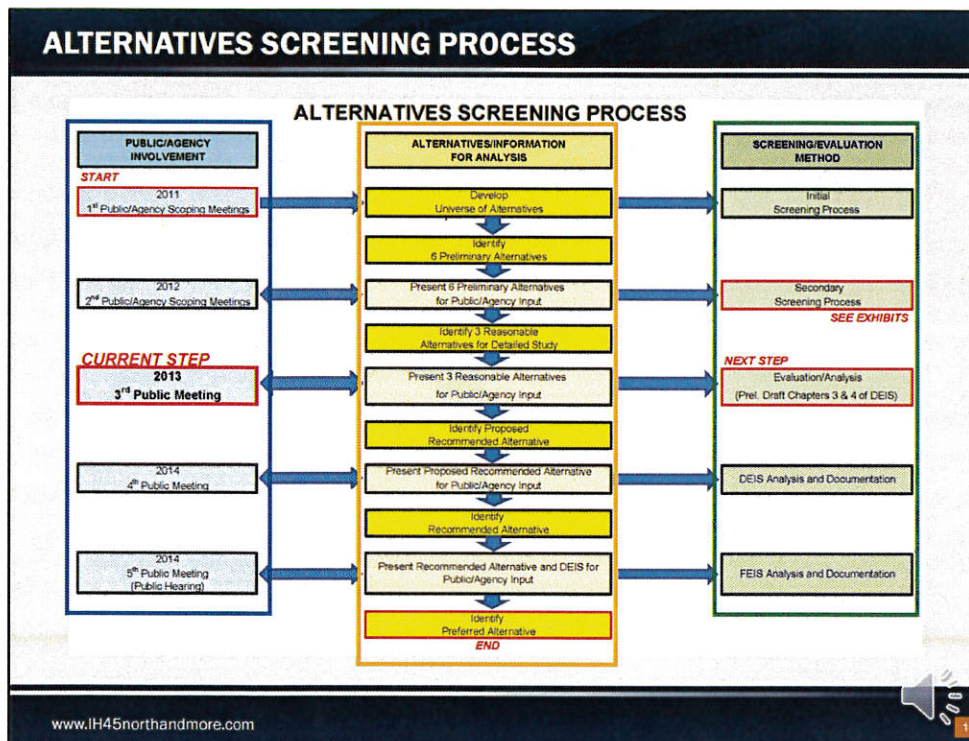 ALTERNATIVES SCREENING PROCESS
ALTERNATIVES SCREENING PROCESS
PUBLIC/AGENCY
INVOLVEMENT
START
2011
1st Public/Agency Scoping Meetings
2012
2nd Public/Agency Scoping Meetings
CURRENT STEP
2013
3rd Public Meeting
2014
4th Public Meeting
2014
5th Public Meeting
(Public Hearing)
ALTERNATIVES/INFORMATION
FOR ANALYSIS
Develop
Universe of Alternatives
Identify
6 Preliminary Alternatives
Present 6 Preliminary Alternatives
for Public/Agency Input
Identify 3 Reasonable
Alternatives for Detailed Study
Present 3 Reasonable Alternatives
for Public/Agency Input
Identify Proposed
Recommended Alternative
Present Proposed Recommended Alternative
for Public/Agency Input
Identify
Recommended Alternative
Present Recommended Alternative and DEIS for
Public/Agency Input
Identify
Preferred Alternative
END
SCREENING/EVALUATION
METHOD
Initial
Screening Process
Secondary
Screening Process
SEE EXHIBITS
NEXT STEP
Evaluation/Analysis
(Prel. Draft Chapters 3 & 4 of DEIS)
DEIS Analysis and Documentation
FEIS Analysis and Documentation
www.IH45northandmore.com